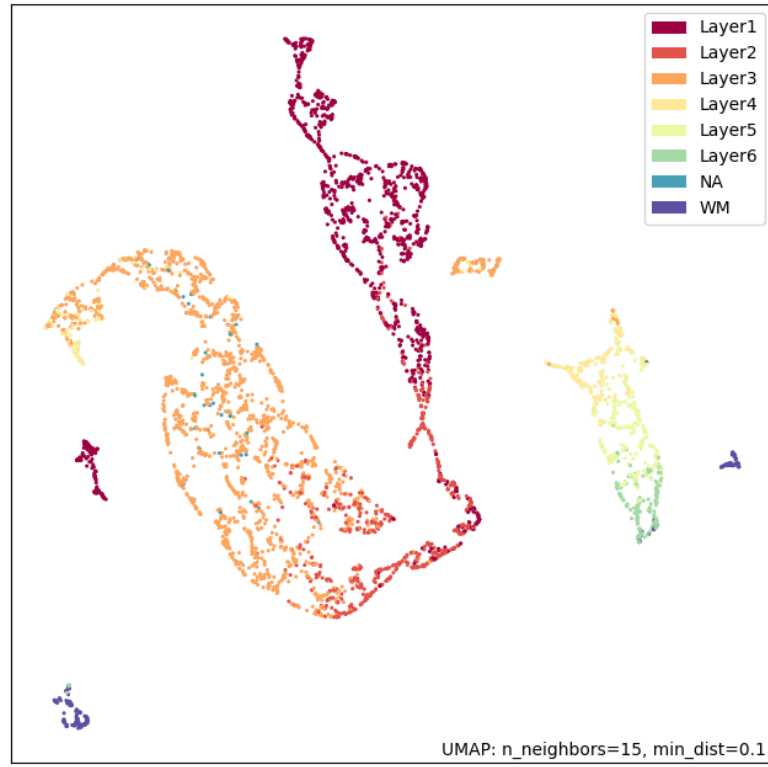 Layer1
Layer2
Layer3
Layer4
Layer5
Layer6
NA
WM
UMAP: n_neighbors=15, min_dist=0.1